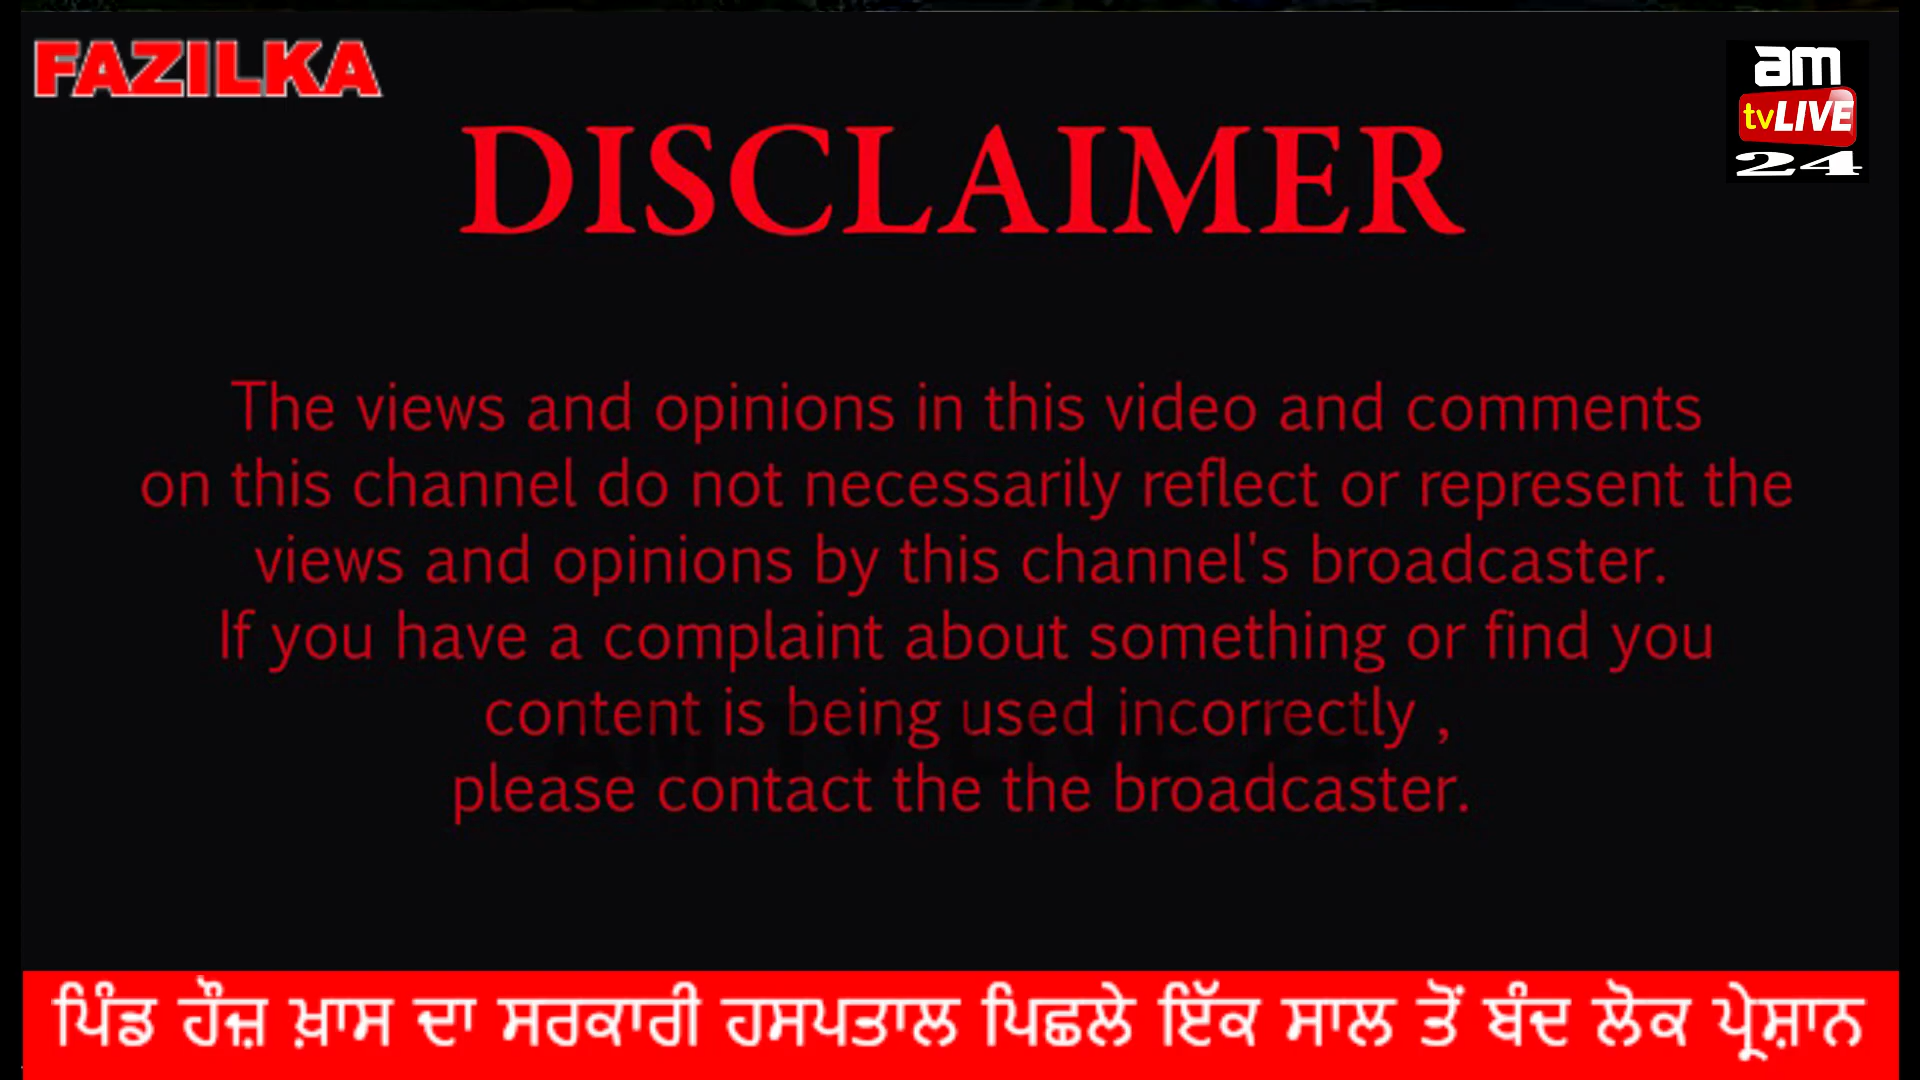 FAZILKA
am
tvLIVE
24
DISCLAIMER
The views and opinions in this video and comments
on this channel do not necessarily reflect or represent the
views and opinions by this channel's broadcaster.
If you have a complaint about something or find you
content is being used incorrectly ,
please contact the the broadcaster.
ਪਿੰਡ ਹੌਜ਼ ਖ਼ਾਸ ਦਾ ਸਰਕਾਰੀ ਹਸਪਤਾਲ ਪਿਛਲੇ ਇੱਕ ਸਾਲ ਤੋਂ ਬੰਦ ਲੋਕ ਪ੍ਰੇਸ਼ਾਨ